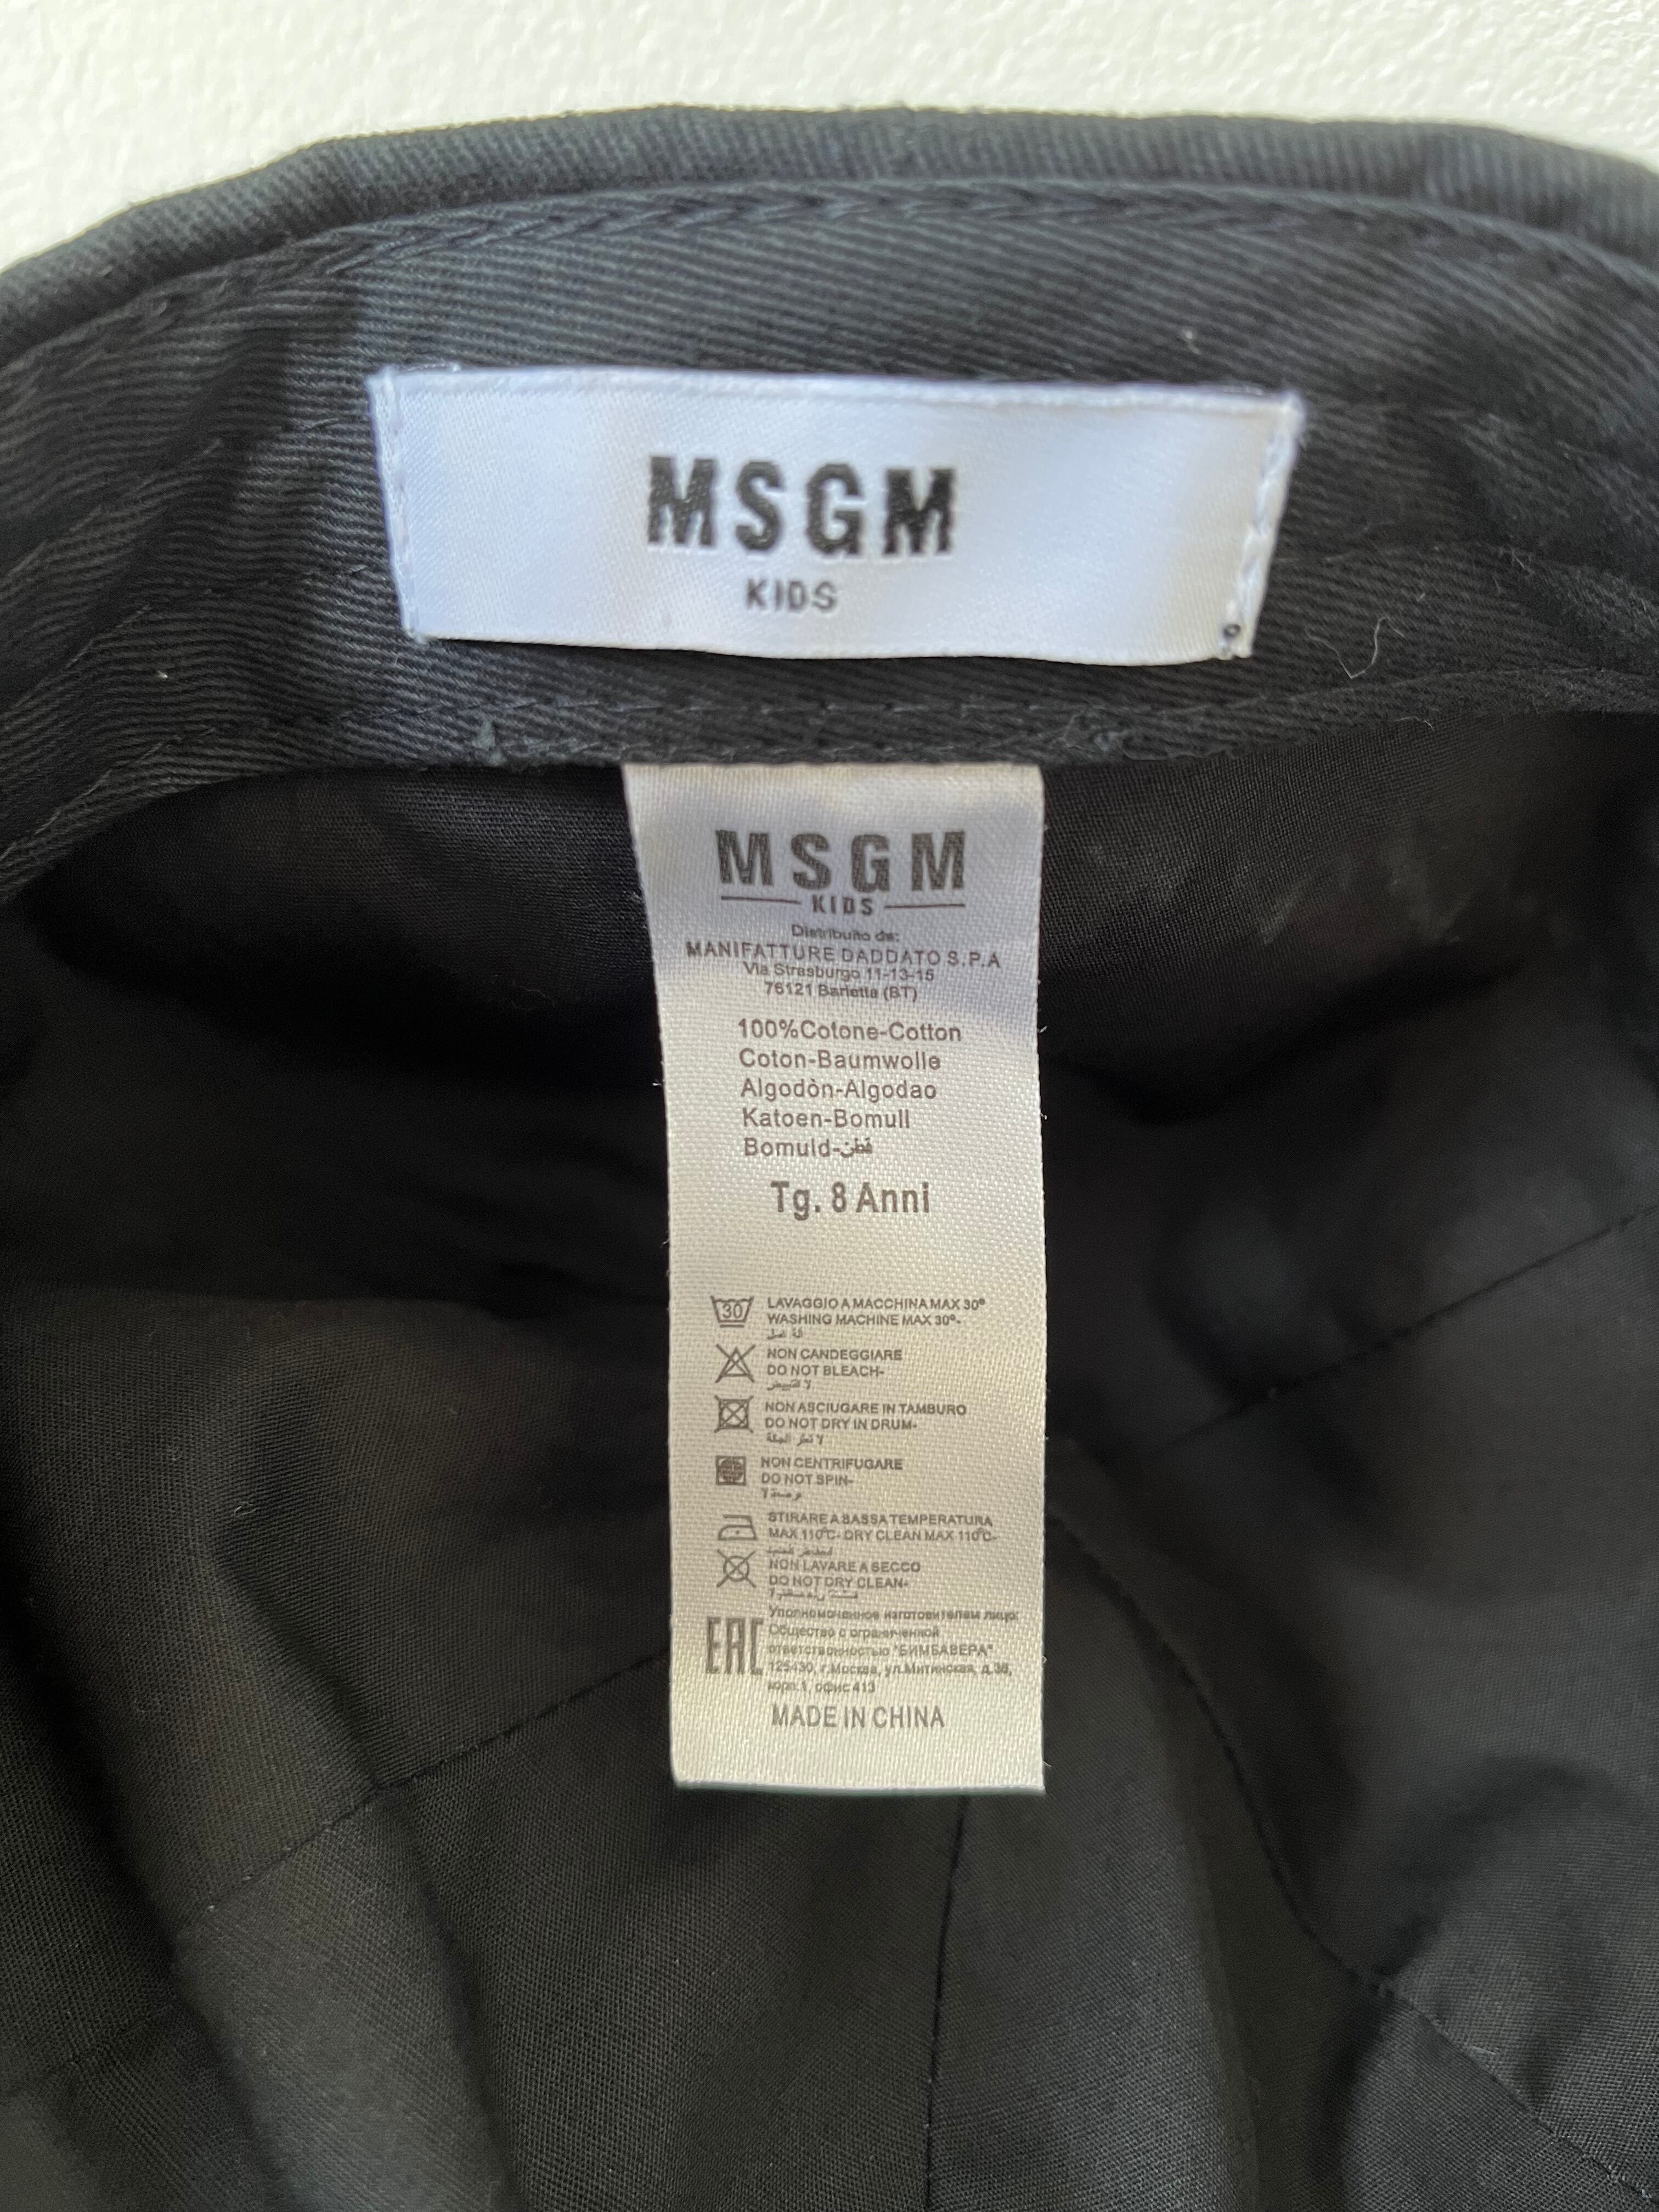 MSGM
KIDS
MSGM
KIDS
Distribuito da:
MANIFATTURE DADDATO S.P.A
Via Strasburgo 11-13-15
76121 Barletta (BT)
100%Cotone-Cotton
Coton-Baumwolle
Algodòn-Algodao
Katoen-Bomull
Bomuld-قطن
Tg. 8 Anni
30
LAVAGGIO A MACCHINA MAX 30°
WASHING MACHINE MAX 30°-
NON CANDEGGIARE
DO NOT BLEACH-
لا للتبييض
NON ASCIUGARE IN TAMBURO
DO NOT DRY IN DRUM-
NON CENTRIFUGARE
DO NOT SPIN-
STIRARE A BASSA TEMPERATURA
MAX 110°C- DRY CLEAN MAX 110°C-
NON LAVARE A SECCO
DO NOT DRY CLEAN-
EAC
Уполномоченное изготовителем лицо:
Общество с ограниченной
ответственностью "БИМБАВЕРА"
125430, г.Москва, ул.Митинская, д.36,
корп.1, офис 413
MADE IN CHINA